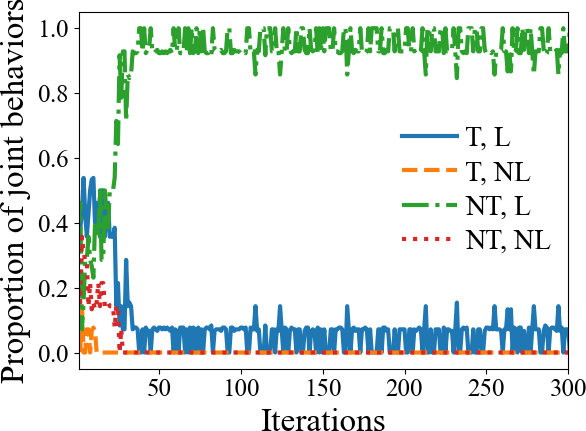 Proportion of joint behaviors
1.0
0.8
0.6
0.4
0.2
0.0
T, L
T, NL
NT, L
NT, NL
50 100 150 200 250 300
Iterations